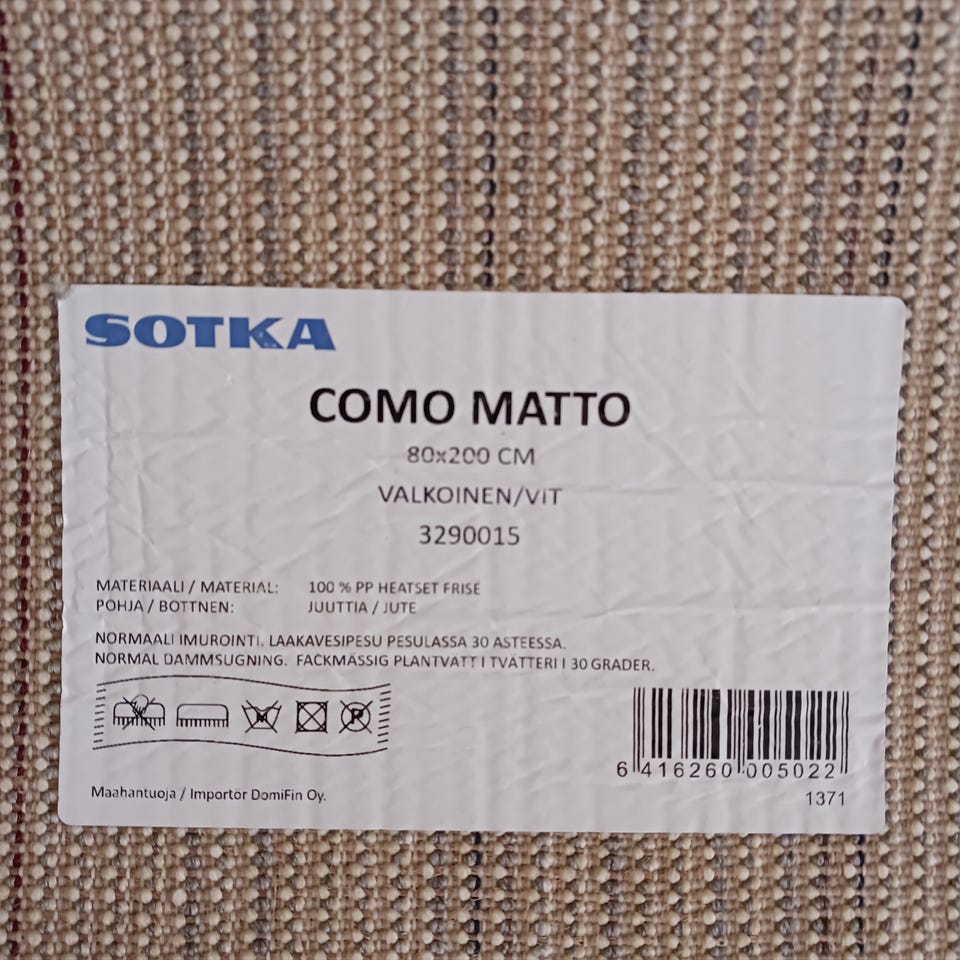 SOTKA
COMO MATTO
80x200 CM
VALKOINEN/VIT
3290015
MATERIAALI / MATERIAL: 100 % PP HEATSET FRISÉ
POHJA / BOTTNEN: JUUTTIA / JUTE
NORMAALI IMUROINTI. LAAKAVESIPESU PESULASSA 30 ASTEESSA.
NORMAL DAMMSUGNING. FACKMÄSSIG PLANTVATT I TVÄTTERI I 30 GRADER.
P
6 416260 005022
Maahantuoja / Importör DomiFin Oy.
1371